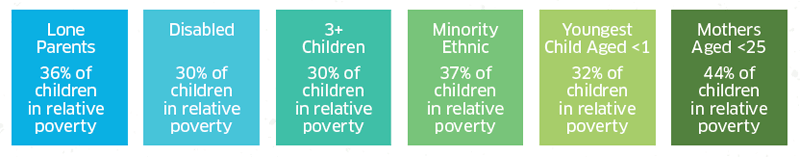 Lone
Parents
36% of
children
in relative
poverty
Disabled
30% of
children
in relative
poverty
3+
Children
30% of
children
in relative
poverty
Minority
Ethnic
37% of
children
in relative
poverty
Youngest
Child Aged <1
32% of
children
in relative
poverty
Mothers
Aged <25
44% of
children
in relative
poverty